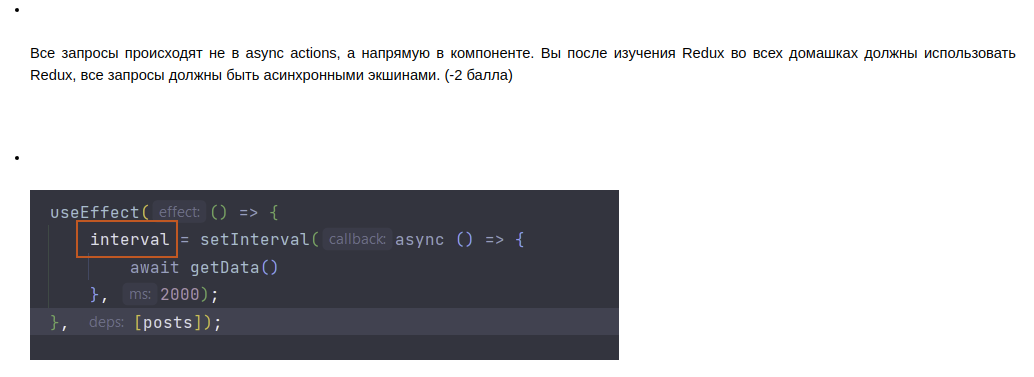 Все запросы происходят не в async actions, а напрямую в компоненте. Вы после изучения Redux во всех домашках должны использовать
Redux, все запросы должны быть асинхронными экшинами. (-2 балла)
useEffect( effect: () => {
interval = setInterval( callback: async () => {
await getData()
}, ms: 2000);
}, deps: [posts]);